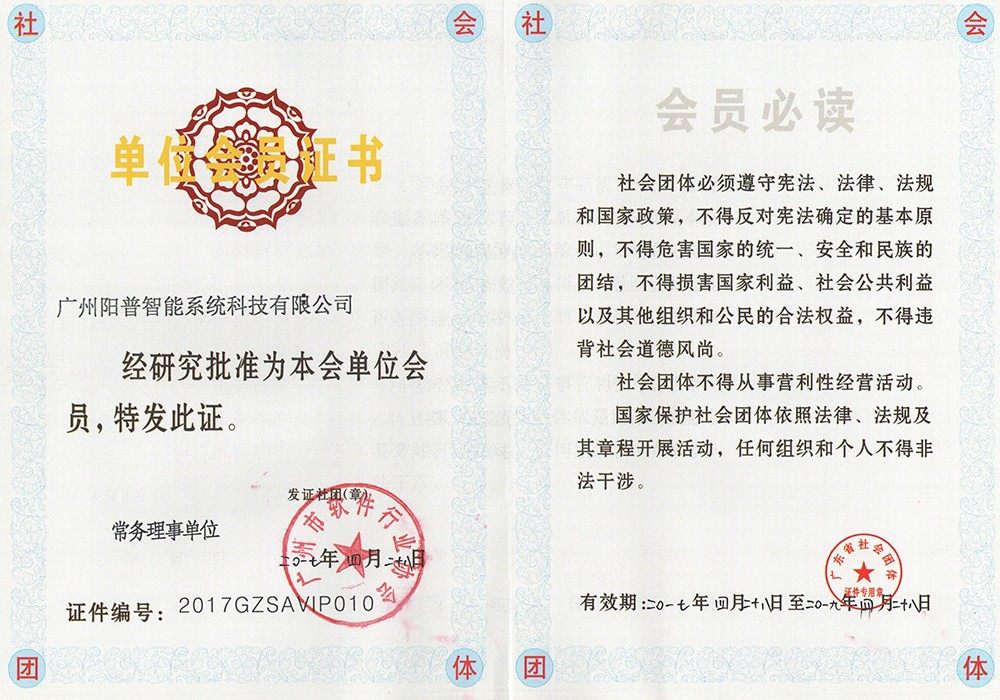 社 会
单位会员证书
广州阳普智能系统科技有限公司
经研究批准为本会单位会
员，特发此证。
发证社团(章)
广州市软件行业协会
常务理事单位
二〇一七年 四月二十八日
证件编号：2017GZSAVIP010
团 体
社 会
会员必读
社会团体必须遵守宪法、法律、法规
和国家政策，不得反对宪法确定的基本原
则，不得危害国家的统一、安全和民族的
团结，不得损害国家利益、社会公共利益
以及其他组织和公民的合法权益，不得违
背社会道德风尚。
社会团体不得从事营利性经营活动。
国家保护社会团体依照法律、法规及
其章程开展活动，任何组织和个人不得非
法干涉。
广东省社会团体
证件专用章
有效期：二〇一七年 四月二十八日至二〇一九年四月二十八日
团 体